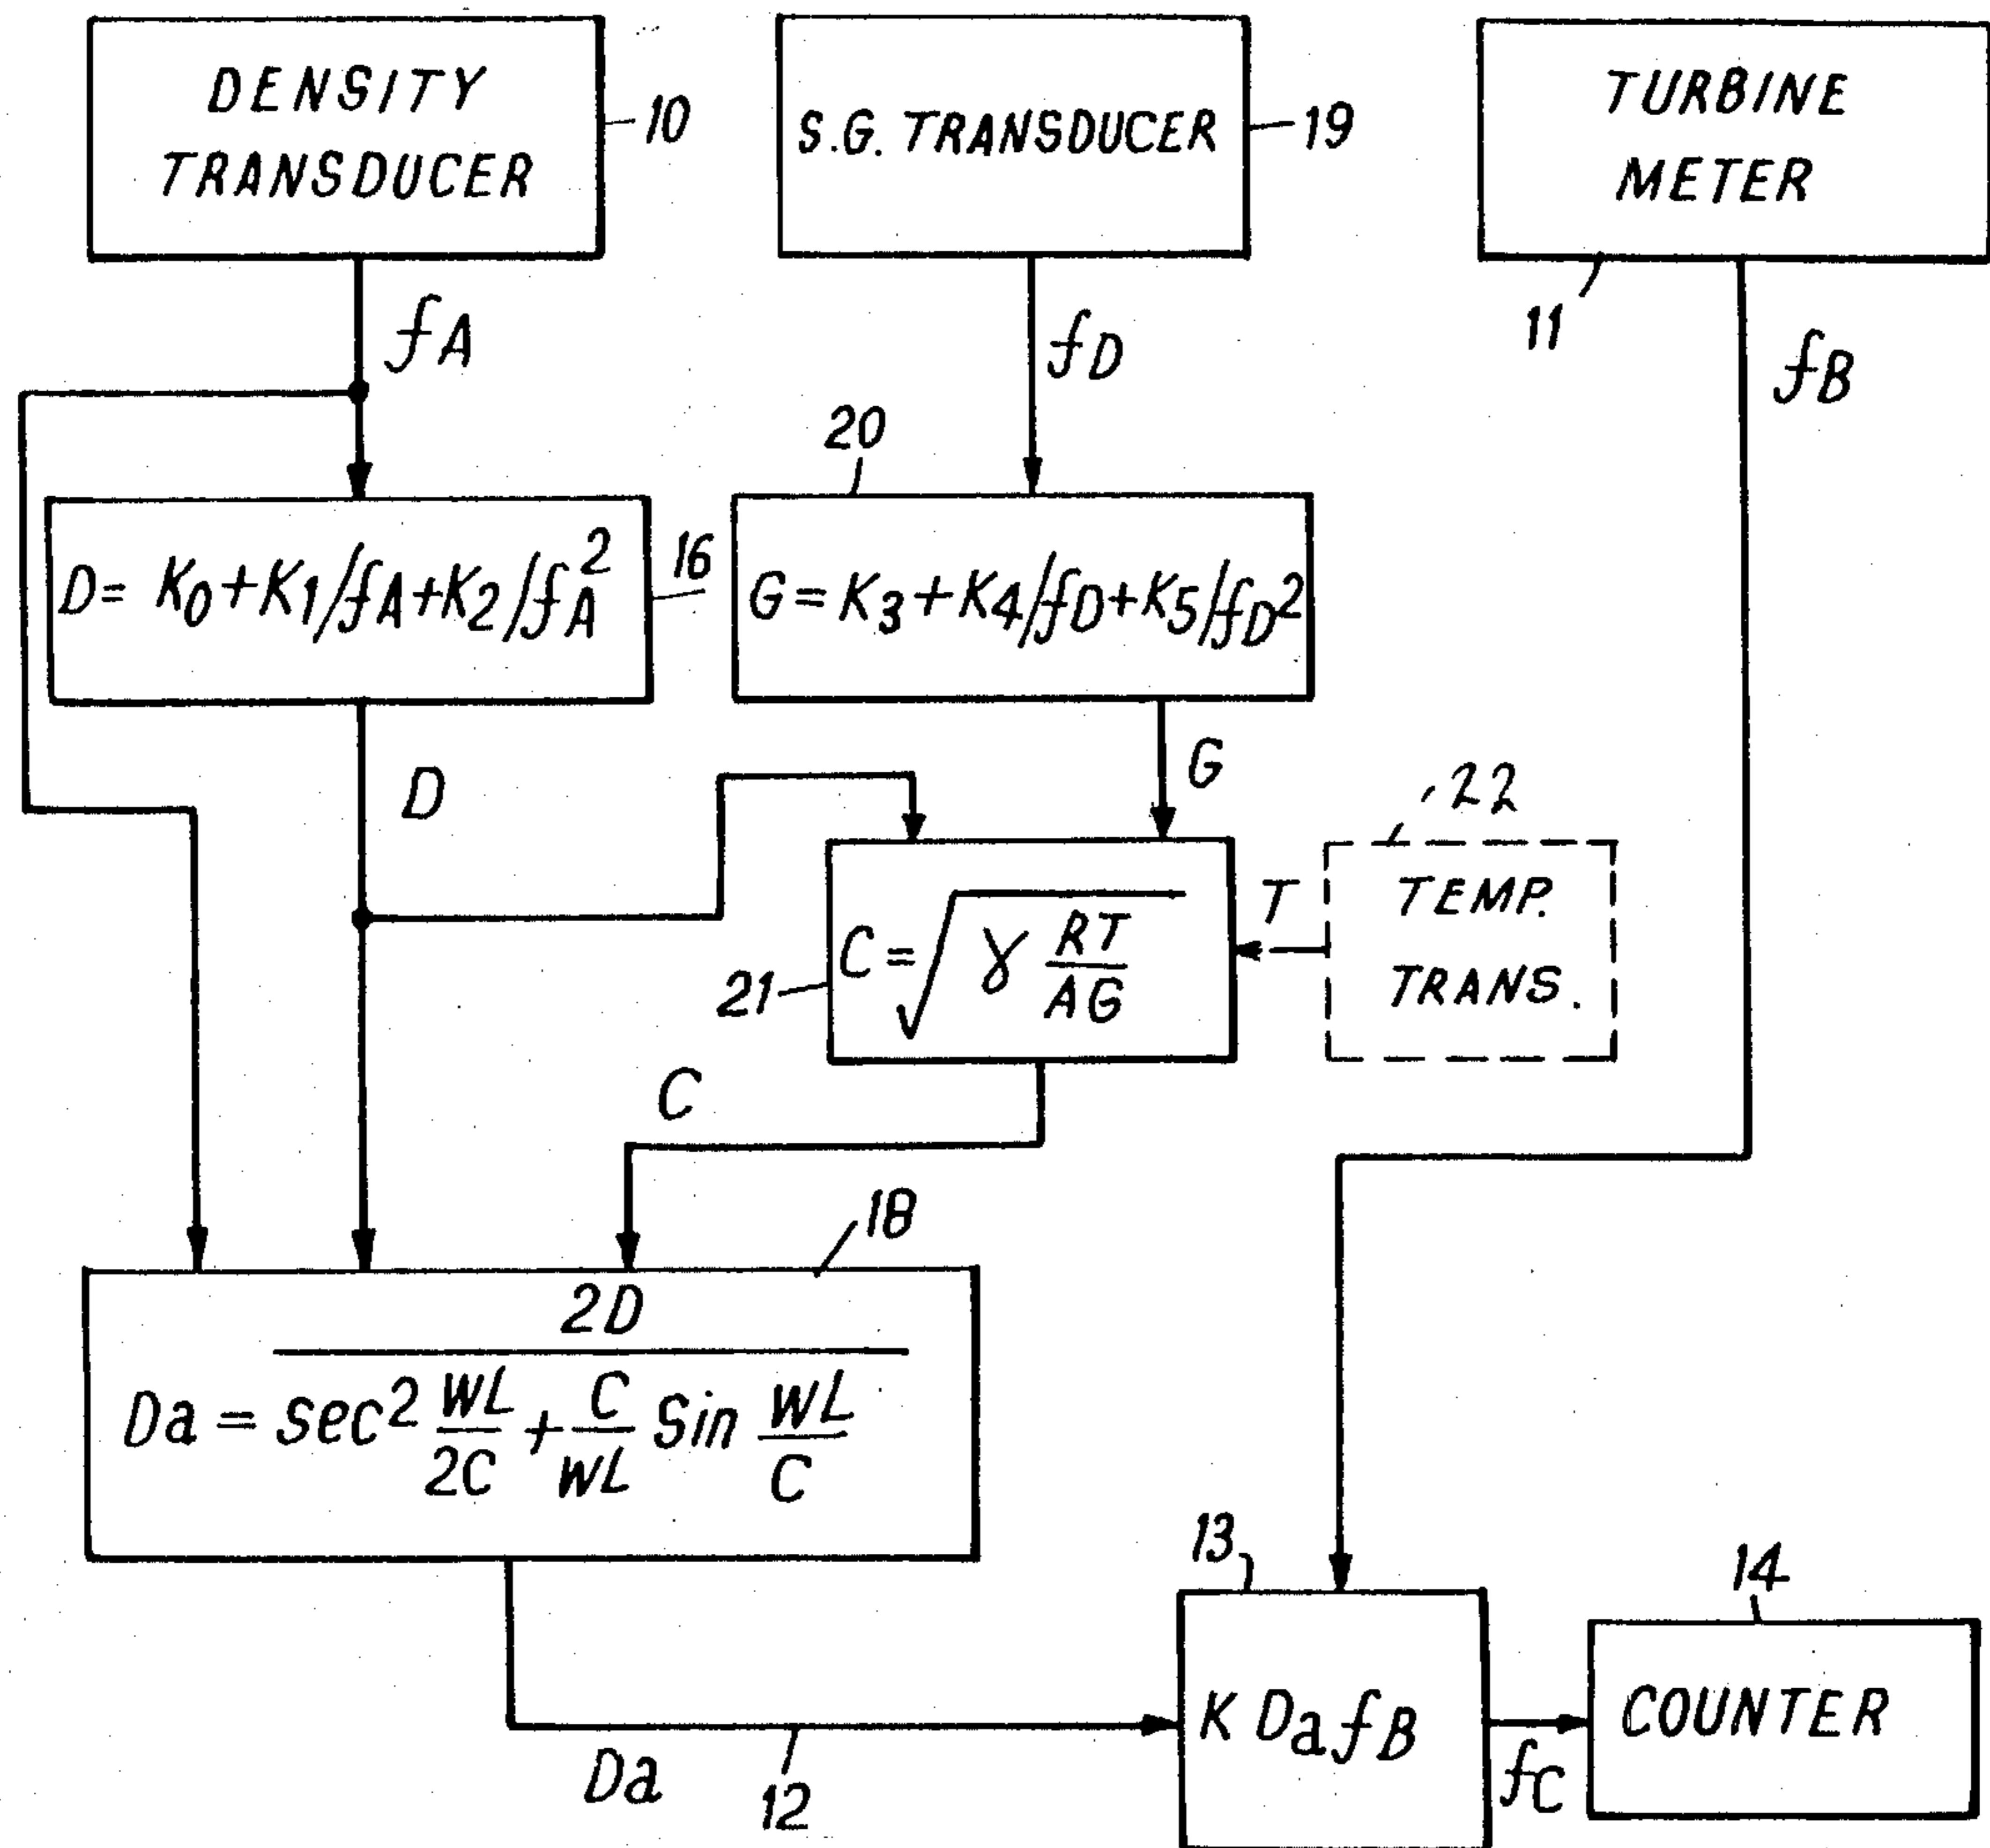 DENSITY
TRANSDUCER
10
S.G. TRANSDUCER
19
TURBINE
METER
11
fA
fD
fB
20
D= K0+K1/fA+K2/fA²
16
G=K3+K4/fD+K5/fD²
D
G
22
C=√(γ RT/AG)
21
T
TEMP.
TRANS.
C
18
2D
Da = sec² WL/2C + C/WL Sin WL/C
13
14
K Da fB
COUNTER
fC
Da
12